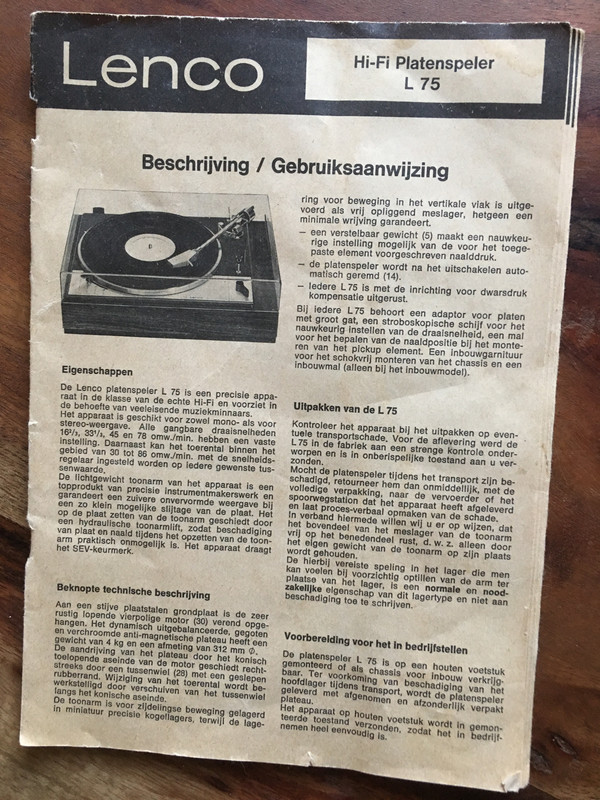 Lenco
Hi-Fi Platenspeler
L 75
Beschrijving / Gebruiksaanwijzing
Eigenschappen
De Lenco platenspeler L 75 is een precisie appa-
raat in de klasse van de echte Hi-Fi en voorziet in
de behoefte van veeleisende muziekminnaars.
Het apparaat is geschikt voor zowel mono- als voor
stereo-weergave. Alle gangbare draaisnelheden
16²/₃, 33¹/₃, 45 en 78 omw./min. hebben een vaste
instelling. Daarnaast kan het toerental binnen het
gebied van 30 tot 86 omw./min. met de snelheids-
regelaar ingesteld worden op iedere gewenste tus-
senwaarde.
De lichtgewicht toonarm van het apparaat is een
topprodukt van precisie instrumentmakerswerk en
garandeert een zuivere onvervormde weergave bij
een zo klein mogelijke slijtage van de plaat. Het
op de plaat zetten van de toonarm geschiedt door
een hydraulische toonarmlift, zodat beschadiging
van plaat en naald tijdens het opzetten van de toon-
arm praktisch onmogelijk is. Het apparaat draagt
het SEV-keurmerk.
Beknopte technische beschrijving
Aan een stijve plaatstalen grondplaat is de zeer
rustig lopende vierpolige motor (30) verend opge-
hangen. Het dynamisch uitgebalanceerde, gegoten
en verchroomde anti-magnetische plateau heeft een
gewicht van 4 kg en een afmeting van 312 mm ∅.
De aandrijving van het plateau door het konisch
toelopende aseinde van de motor geschiedt recht-
streeks door een tussenwiel (28) met een geslepen
rubberrand. Wijziging van het toerental wordt be-
werkstelligd door verschuiven van het tussenwiel
langs het konische aseinde.
De toonarm is voor zijdelingse beweging gelagerd
in miniatuur precisie kogellagers, terwijl de lage-
ring voor beweging in het vertikale vlak is uitge-
voerd als vrij opliggend meslager, hetgeen een
minimale wrijving garandeert.
– een verstelbaar gewicht (5) maakt een nauwkeu-
rige instelling mogelijk van de voor het toege-
paste element voorgeschreven naalddruk.
– de platenspeler wordt na het uitschakelen auto-
matisch geremd (14).
– Iedere L 75 is met de inrichting voor dwarsdruk
kompensatie uitgerust.
Bij iedere L 75 behoort een adaptor voor platen
met groot gat, een stroboskopische schijf voor het
nauwkeurig instellen van de draaisnelheid, een mal
voor het bepalen van de naaldpositie bij het monte-
ren van het pickup element. Een inbouwgarnituur
voor het schokvrij monteren van het chassis en een
inbouwmal (alleen bij het inbouwmodel).
Uitpakken van de L 75
Kontroleer het apparaat bij het uitpakken op even-
tuele transportschade. Voor de aflevering werd de
L 75 in de fabriek aan een strenge kontrole onder-
worpen en is in onberispelijke toestand aan u ver-
zonden.
Mocht de platenspeler tijdens het transport zijn be-
schadigd, retourneer hem dan onmiddellijk, met de
volledige verpakking, naar de vervoerder of het
spoorwegstation dat het apparaat heeft afgeleverd
en laat proces-verbaal opmaken van de schade.
In verband hiermede willen wij u er op wijzen, dat
het bovendeel van het meslager van de toonarm
vrij op het benedendeel rust, d. w. z. alleen door
het eigen gewicht van de toonarm op zijn plaats
wordt gehouden.
De hierbij vereiste speling in het lager die men
kan voelen bij voorzichtig optillen van de arm ter
plaatse van het lager, is een normale en nood-
zakelijke eigenschap van dit lagertype en niet aan
beschadiging toe te schrijven.
Voorbereiding voor het in bedrijfstellen
De platenspeler L 75 is op een houten voetstuk
gemonteerd of als chassis voor inbouw verkrijg-
baar. Ter voorkoming van beschadiging van het
hoofdlager tijdens transport, wordt de platenspeler
geleverd met afgenomen en afzonderlijk verpakt
plateau.
Het apparaat op houten voetstuk wordt in gemon-
teerde toestand verzonden, zodat het in bedrijf-
nemen heel eenvoudig is.